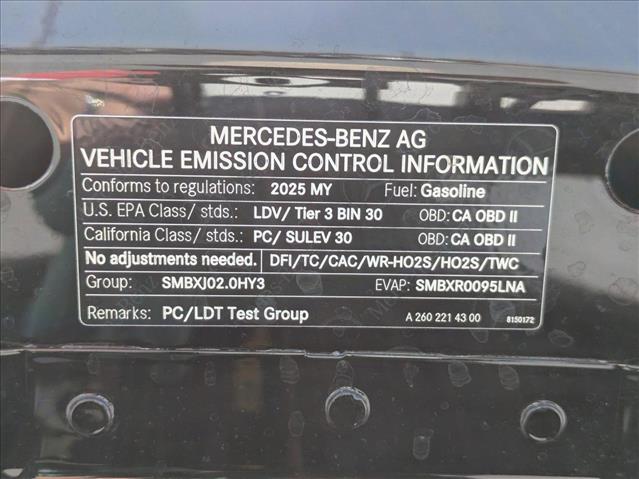 MERCEDES-BENZ AG
VEHICLE EMISSION CONTROL INFORMATION
Conforms to regulations: 2025 MY Fuel: Gasoline
U.S. EPA Class/ stds.: LDV/ Tier 3 BIN 30 OBD: CA OBD II
California Class/ stds.: PC/ SULEV 30 OBD: CA OBD II
No adjustments needed. DFI/TC/CAC/WR-HO2S/HO2S/TWC
Group: SMBXJ02.0HY3 EVAP: SMBXR0095LNA
Remarks: PC/LDT Test Group A 260 221 43 00 8150172